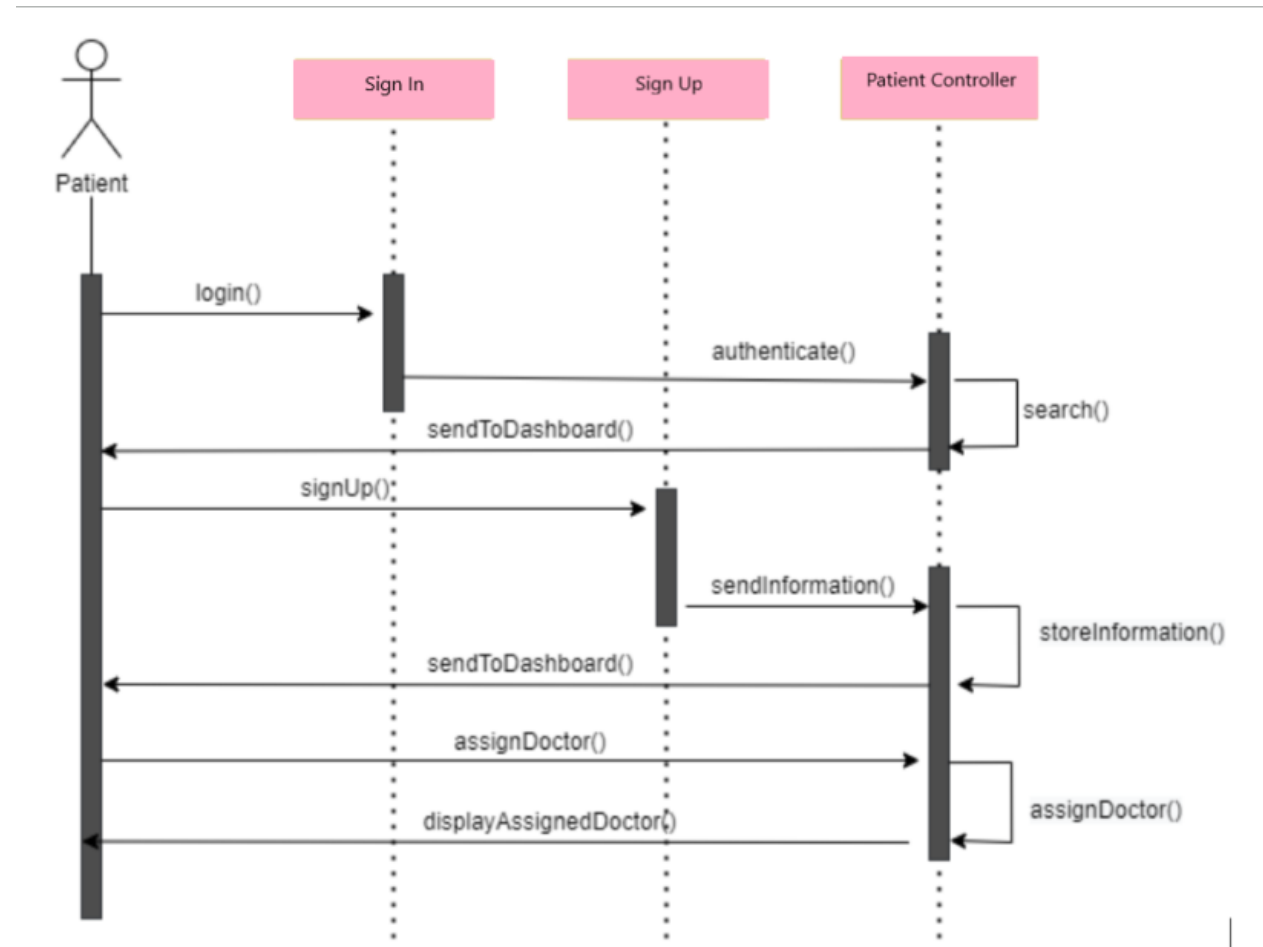 Sign In
Sign Up
Patient Controller
Patient
login()
authenticate()
search()
sendToDashboard()
signUp()
sendInformation()
storeInformation()
sendToDashboard()
assignDoctor()
assignDoctor()
displayAssignedDoctor()